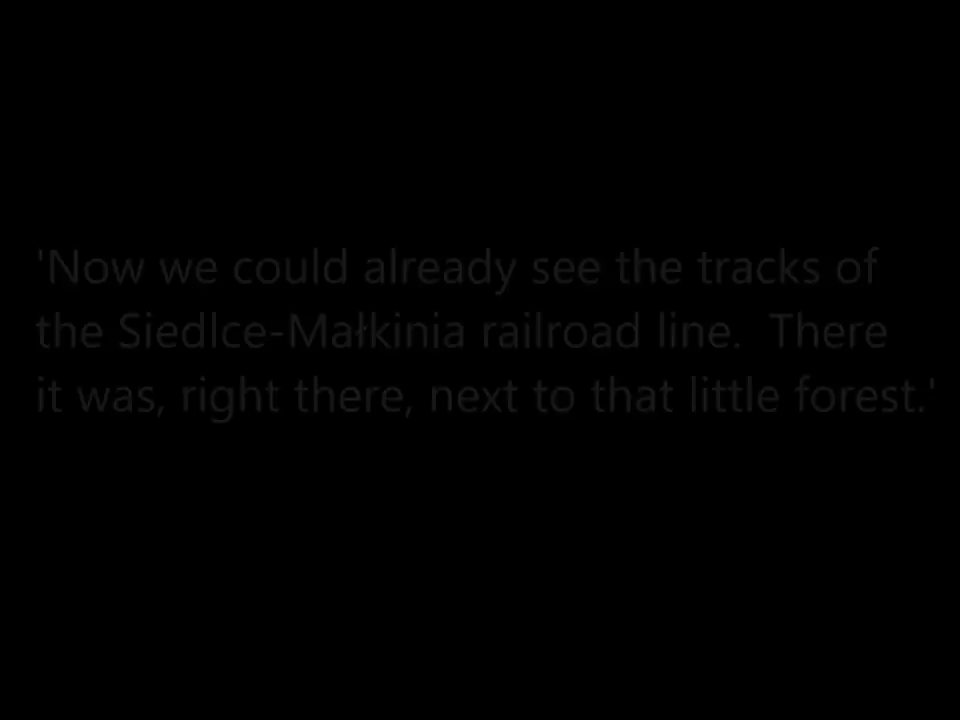 'Now we could already see the tracks of
the Siedlce-Małkinia railroad line.  There
it was, right there, next to that little forest.'